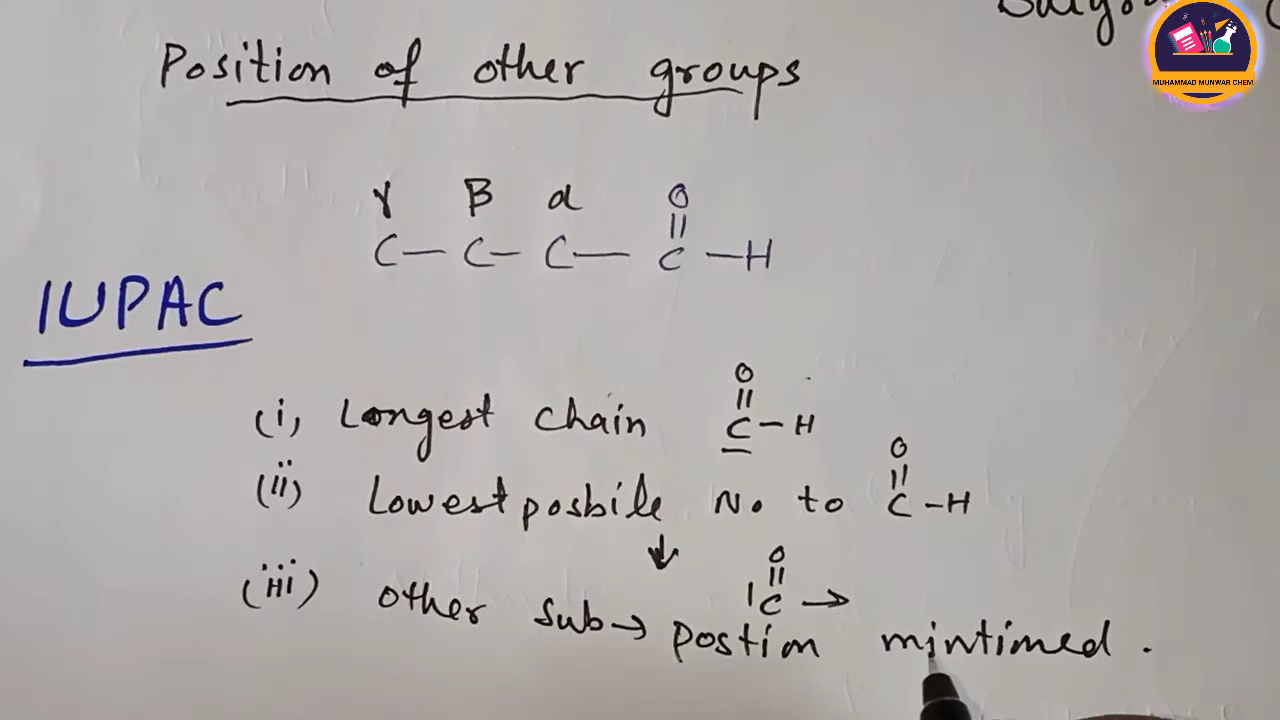 Position of other groups
MUHAMMAD MUNWAR CHEM
γ β α O
C — C — C — C — H
IUPAC
O
(i) Longest chain C – H
O
(ii) Lowest posbile No to C – H
O
(iii) other sub → C →
postion mintimed.